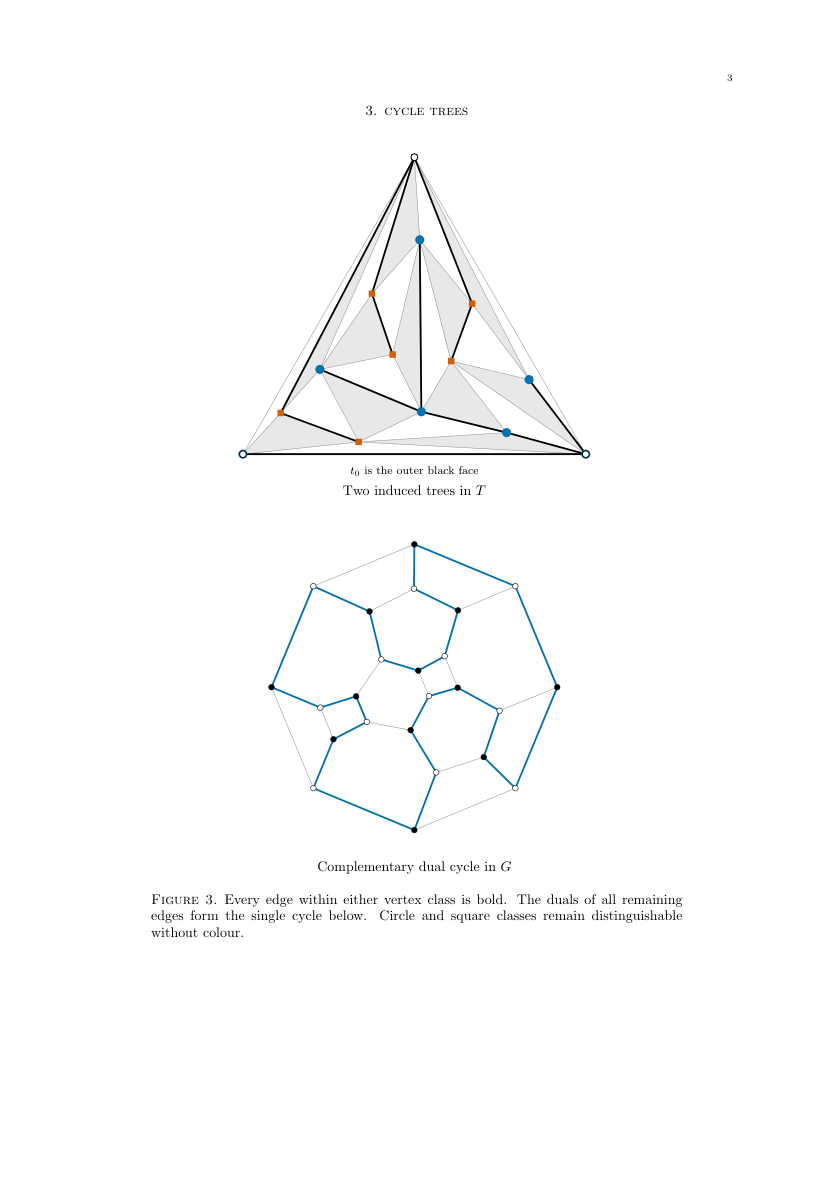 3
3. CYCLE TREES
t₀ is the outer black face
Two induced trees in T
Complementary dual cycle in G
FIGURE 3. Every edge within either vertex class is bold. The duals of all remaining
edges form the single cycle below. Circle and square classes remain distinguishable
without colour.